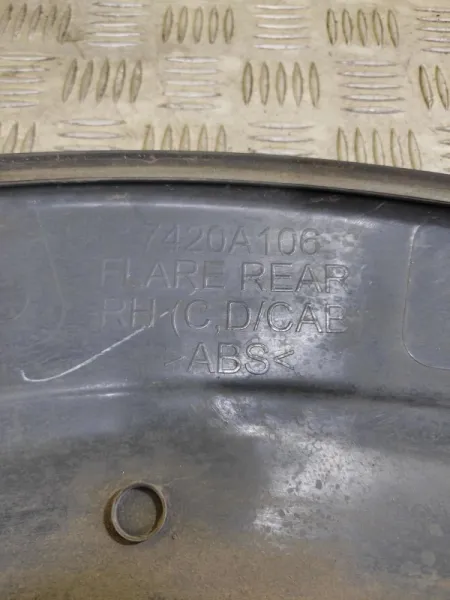 7420A106
FLARE REAR
RH (C,D/CAB
>ABS<